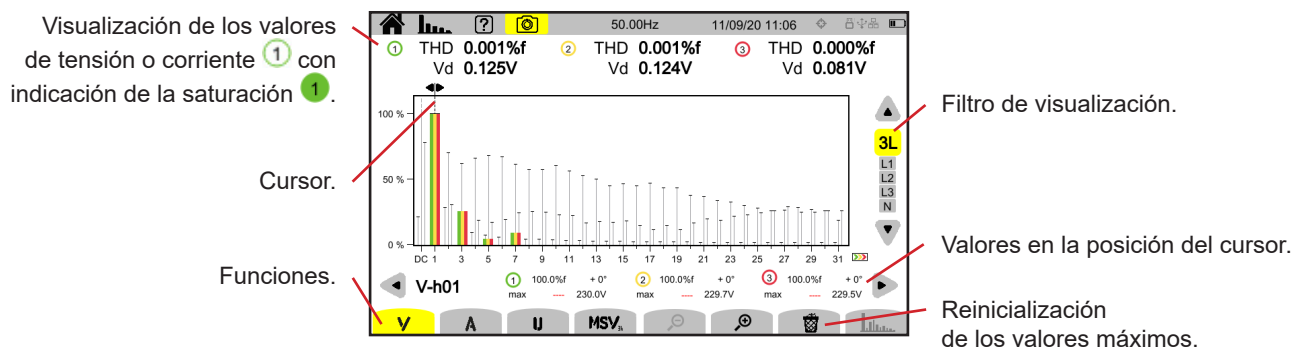 Visualización de los valores
de tensión o corriente 1 con
indicación de la saturación 1.
Cursor.
Funciones.
? 50.00Hz 11/09/20 11:06
1 THD 0.001%f 2 THD 0.001%f 3 THD 0.000%f
Vd 0.125V Vd 0.124V Vd 0.081V
100 %
50 %
0 %
DC 1 3 5 7 9 11 13 15 17 19 21 23 25 27 29 31 >>>
3L
L1
L2
L3
N
V-h01 1 100.0%f + 0° 2 100.0%f + 0° 3 100.0%f + 0°
max ---- 230.0V max ---- 229.7V max ---- 229.5V
V A U MSV
Filtro de visualización.
Valores en la posición del cursor.
Reinicialización
de los valores máximos.